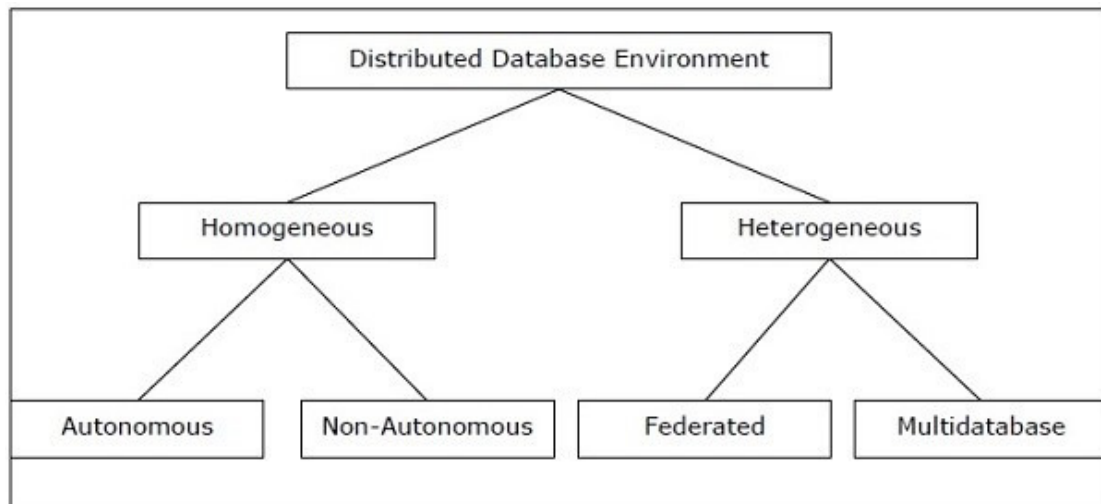 Distributed Database Environment
Homogeneous
Heterogeneous
Autonomous
Non-Autonomous
Federated
Multidatabase